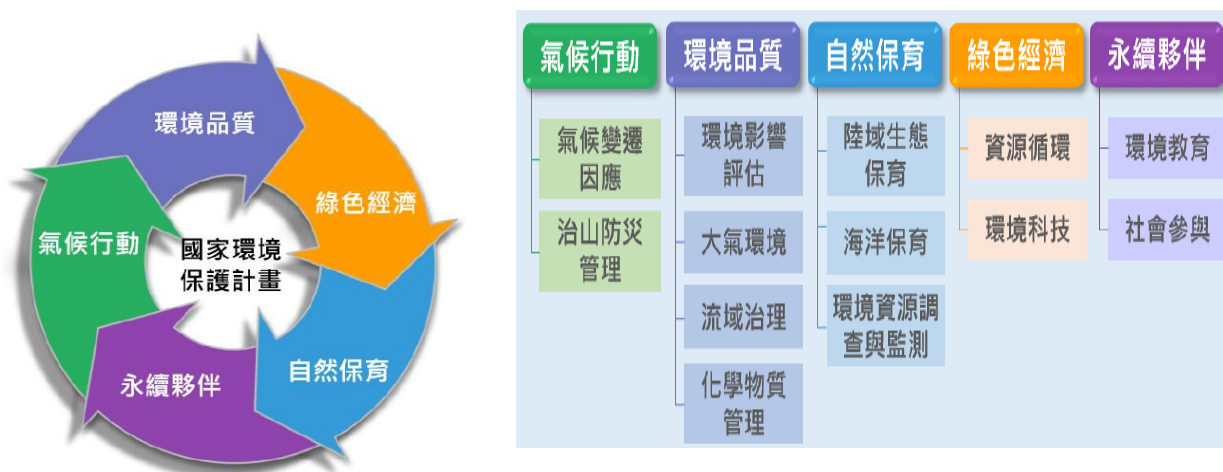 環境品質
綠色經濟
氣候行動
國家環境
保護計畫
自然保育
永續夥伴
氣候行動
環境品質
自然保育
綠色經濟
永續夥伴
氣候變遷
因應
治山防災
管理
環境影響
評估
大氣環境
流域治理
化學物質
管理
陸域生態
保育
海洋保育
環境資源調
查與監測
資源循環
環境科技
環境教育
社會參與